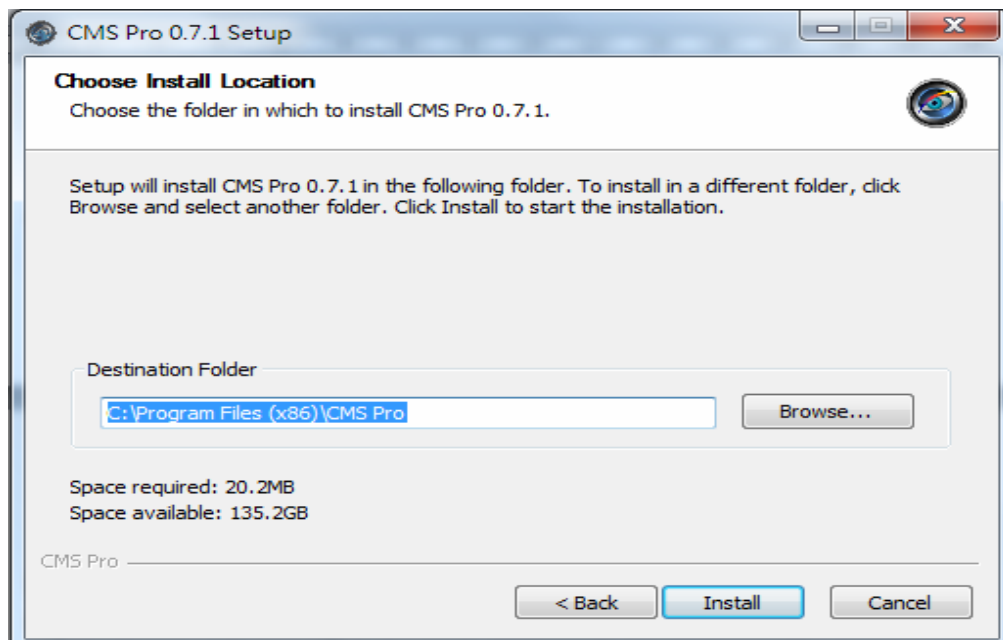 CMS Pro 0.7.1 Setup
Choose Install Location
Choose the folder in which to install CMS Pro 0.7.1.
Setup will install CMS Pro 0.7.1 in the following folder. To install in a different folder, click
Browse and select another folder. Click Install to start the installation.
Destination Folder
C:\Program Files (x86)\CMS Pro
Browse...
Space required: 20.2MB
Space available: 135.2GB
CMS Pro
< Back
Install
Cancel